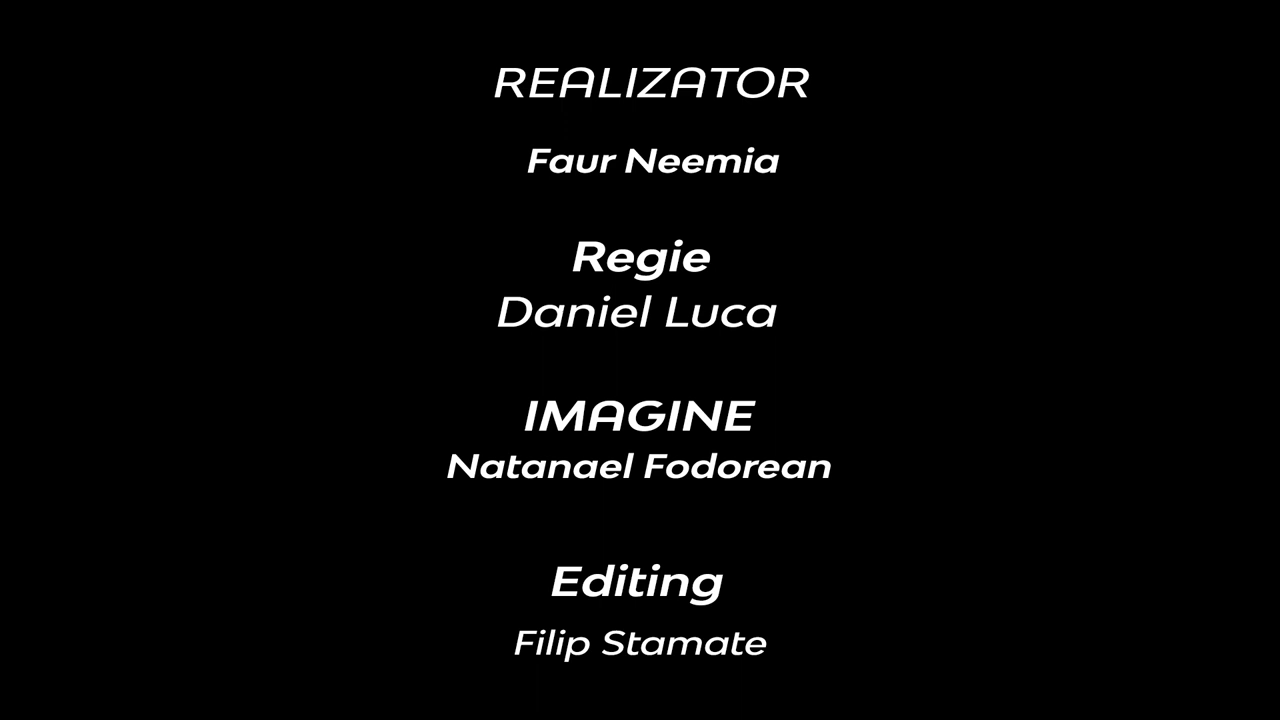 REALIZATOR
Faur Neemia
Regie
Daniel Luca
IMAGINE
Natanael Fodorean
Editing
Filip Stamate